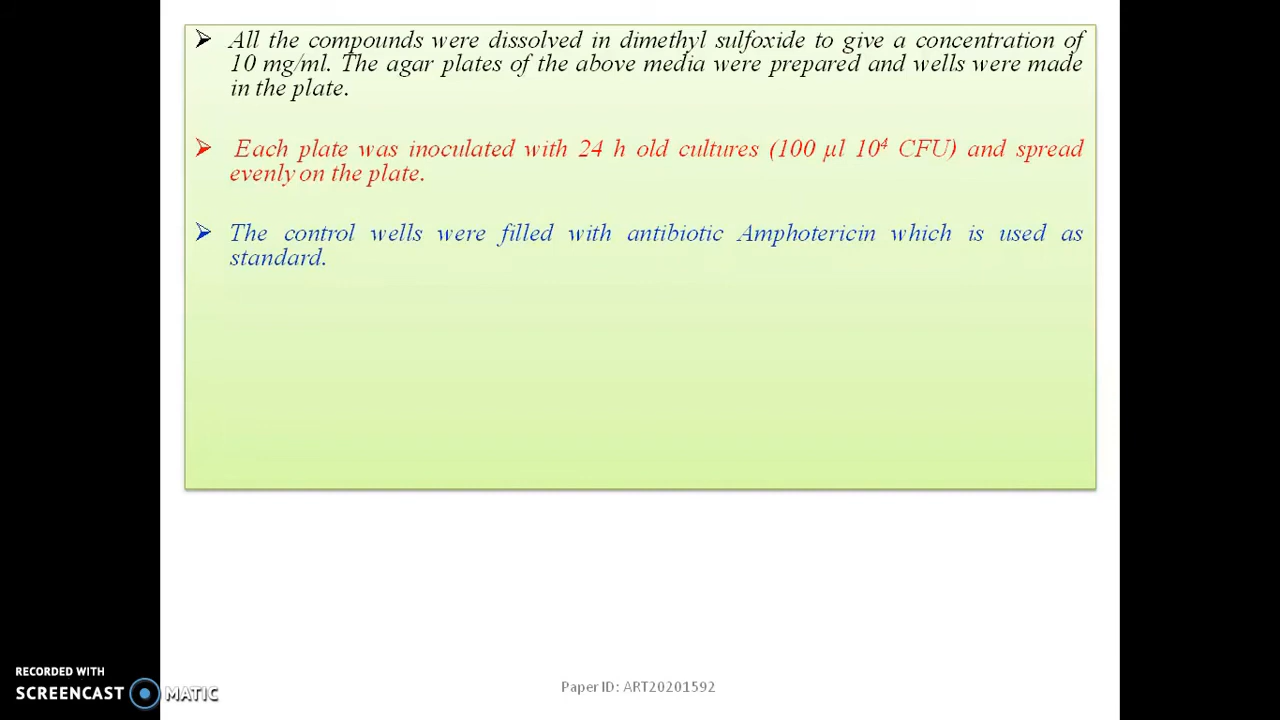 ➢ All the compounds were dissolved in dimethyl sulfoxide to give a concentration of
10 mg/ml. The agar plates of the above media were prepared and wells were made
in the plate.
➢ Each plate was inoculated with 24 h old cultures (100 µl 10⁴ CFU) and spread
evenly on the plate.
➢ The control wells were filled with antibiotic Amphotericin which is used as
standard.
RECORDED WITH
SCREENCAST MATIC
Paper ID: ART20201592